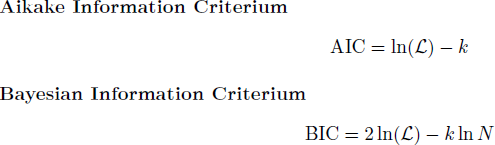 Aikake Information Criterium
AIC = ln(ℒ) − k
Bayesian Information Criterium
BIC = 2 ln(ℒ) − k ln N